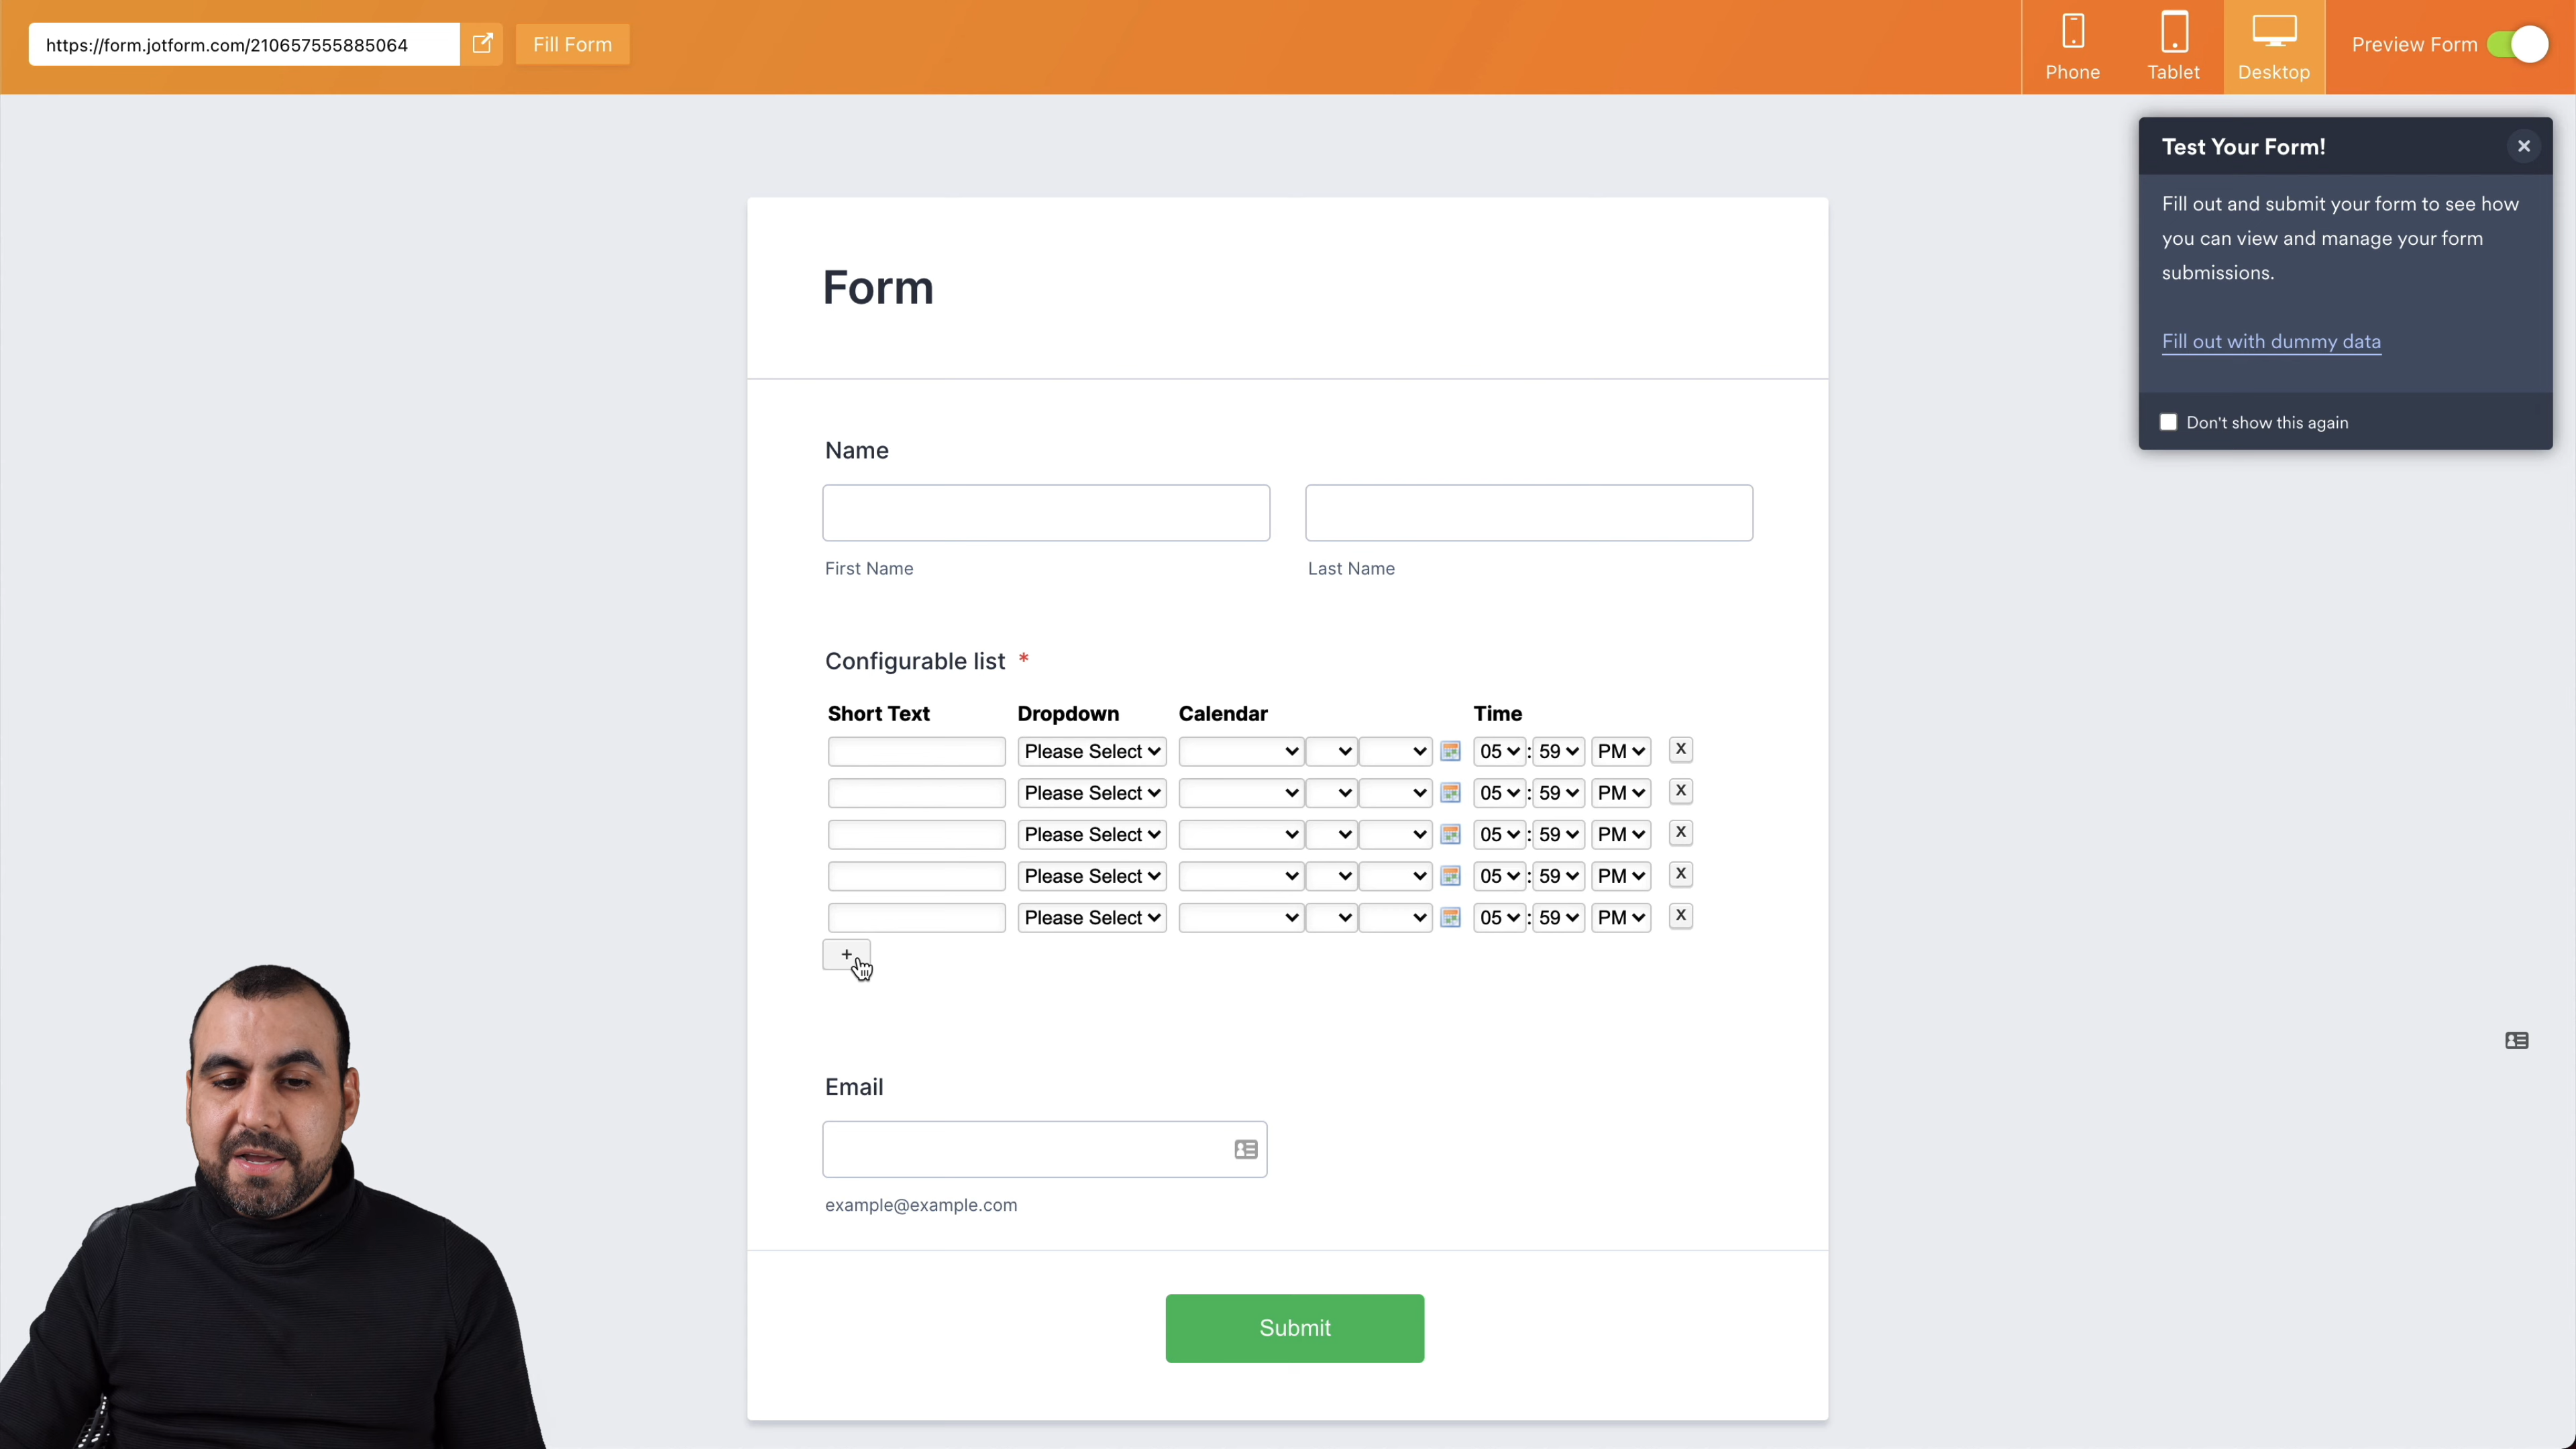 https://form.jotform.com/210657555885064
Fill Form
Phone
Tablet
Desktop
Preview Form
Test Your Form!
Fill out and submit your form to see how
you can view and manage your form
submissions.
Fill out with dummy data
Don't show this again
Form
Name
First Name
Last Name
Configurable list *
Short Text Dropdown Calendar Time
Please Select 05 : 59 PM X
Please Select 05 : 59 PM X
Please Select 05 : 59 PM X
Please Select 05 : 59 PM X
Please Select 05 : 59 PM X
+
Email
example@example.com
Submit